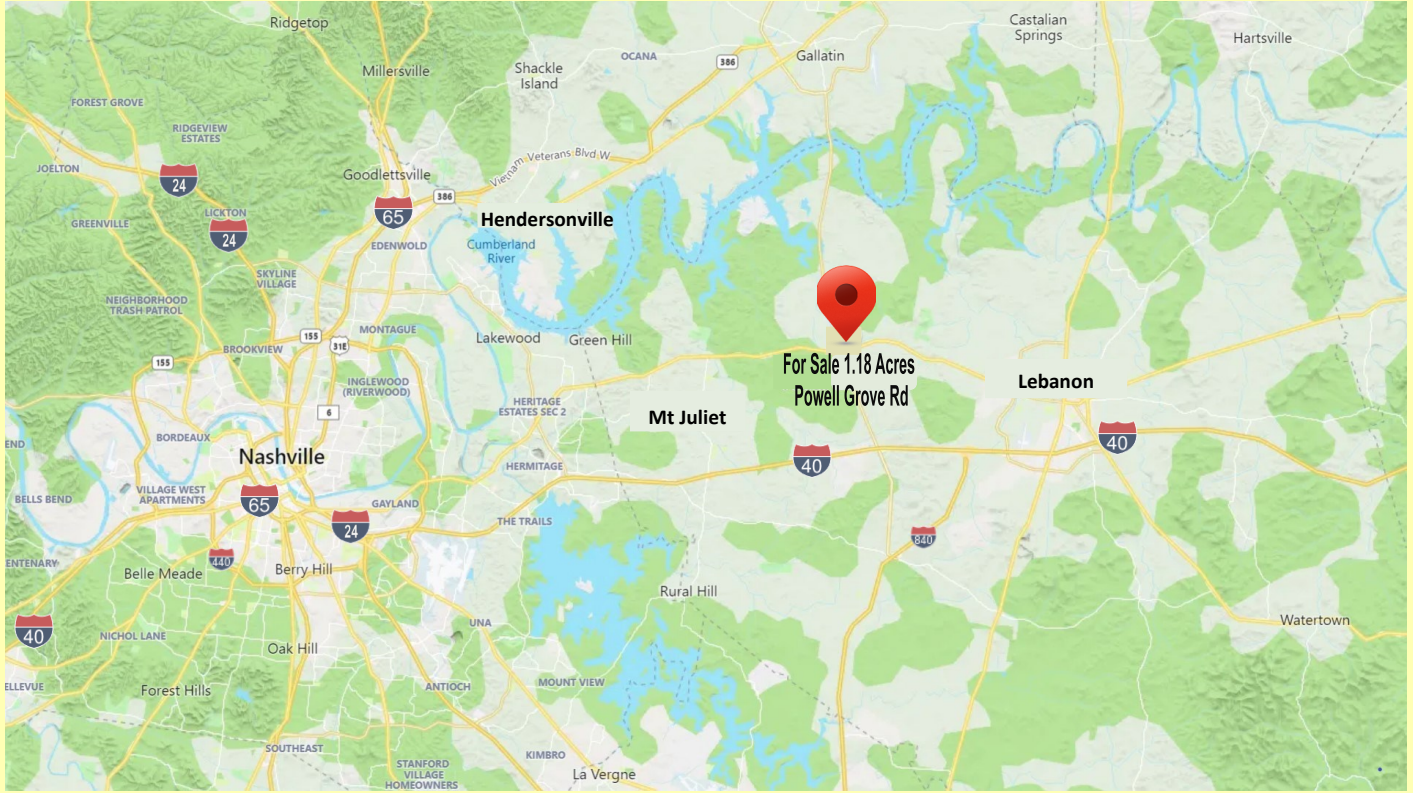 Ridgetop
Castalian
Springs
Hartsville
OCANA
386
Gallatin
Millersville
Shackle
Island
FOREST GROVE
RIDGEVIEW
ESTATES
Vietnam Veterans Blvd W
JOELTON
24
Goodlettsville
386
65
LICKTON
24
GREENVILLE
Hendersonville
EDENWOLD
Cumberland
River
SKYLINE
VILLAGE
NEIGHBORHOOD
TRASH PATROL
MONTAGUE
155
31E
Lakewood
Green Hill
BROOKVIEW
155
For Sale 1.18 Acres
Powell Grove Rd
Lebanon
INGLEWOOD
(RIVERWOOD)
6
HERITAGE
ESTATES SEC 2
Mt Juliet
BORDEAUX
END
40
Nashville
HERMITAGE
40
BELLS BEND
VILLAGE WEST
APARTMENTS
65
GAYLAND
24
THE TRAILS
840
ENTENARY
440
Belle Meade
Berry Hill
Rural Hill
40
NICHOL LANE
UNA
Watertown
Oak Hill
ELLEVUE
Forest Hills
ANTIOCH
MOUNT VIEW
SOUTHEAST
KIMBRO
STANFORD
VILLAGE
HOMEOWNERS
La Vergne